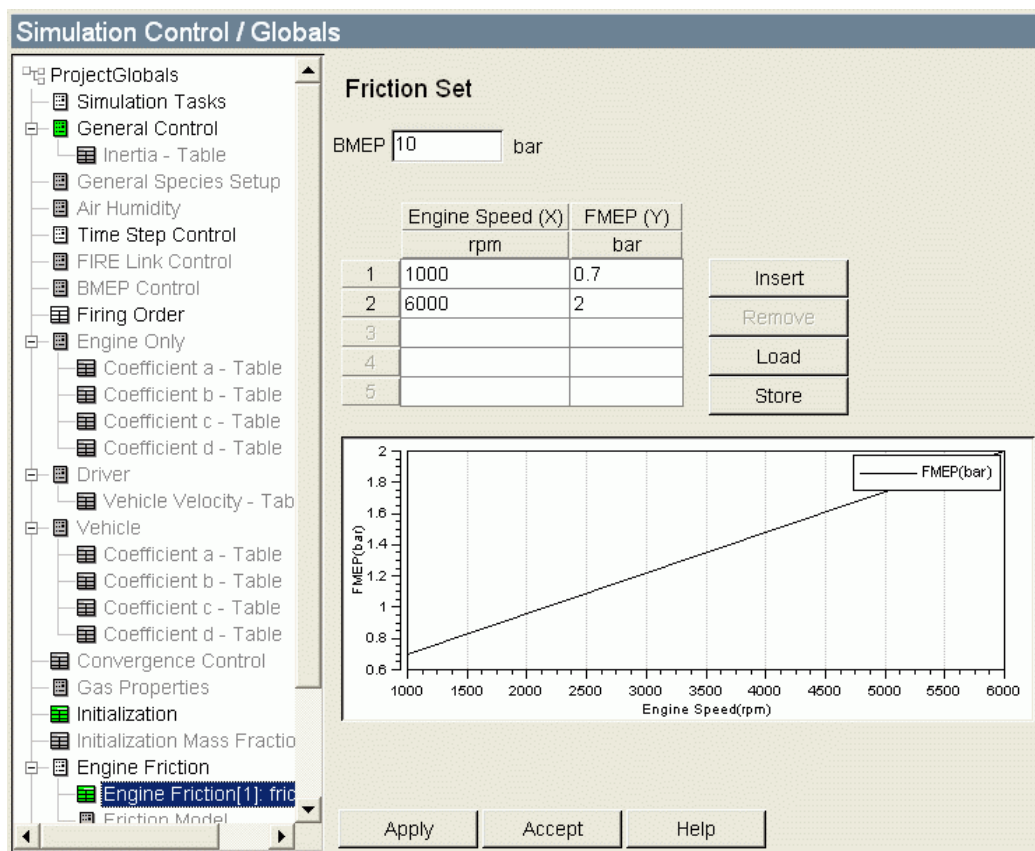 Simulation Control / Globals
ProjectGlobals
Simulation Tasks
General Control
Inertia - Table
General Species Setup
Air Humidity
Time Step Control
FIRE Link Control
BMEP Control
Firing Order
Engine Only
Coefficient a - Table
Coefficient b - Table
Coefficient c - Table
Coefficient d - Table
Driver
Vehicle Velocity - Tab
Vehicle
Coefficient a - Table
Coefficient b - Table
Coefficient c - Table
Coefficient d - Table
Convergence Control
Gas Properties
Initialization
Initialization Mass Fractio
Engine Friction
Engine Friction[1]: fric
Friction Model
Friction Set
BMEP 10 bar
Engine Speed (X) FMEP (Y)
rpm bar
1 1000 0.7
2 6000 2
3
4
5
Insert
Remove
Load
Store
FMEP(bar)
2
1.8
1.6
1.4
1.2
1
0.8
0.6
FMEP(bar)
1000 1500 2000 2500 3000 3500 4000 4500 5000 5500 6000
Engine Speed(rpm)
Apply Accept Help